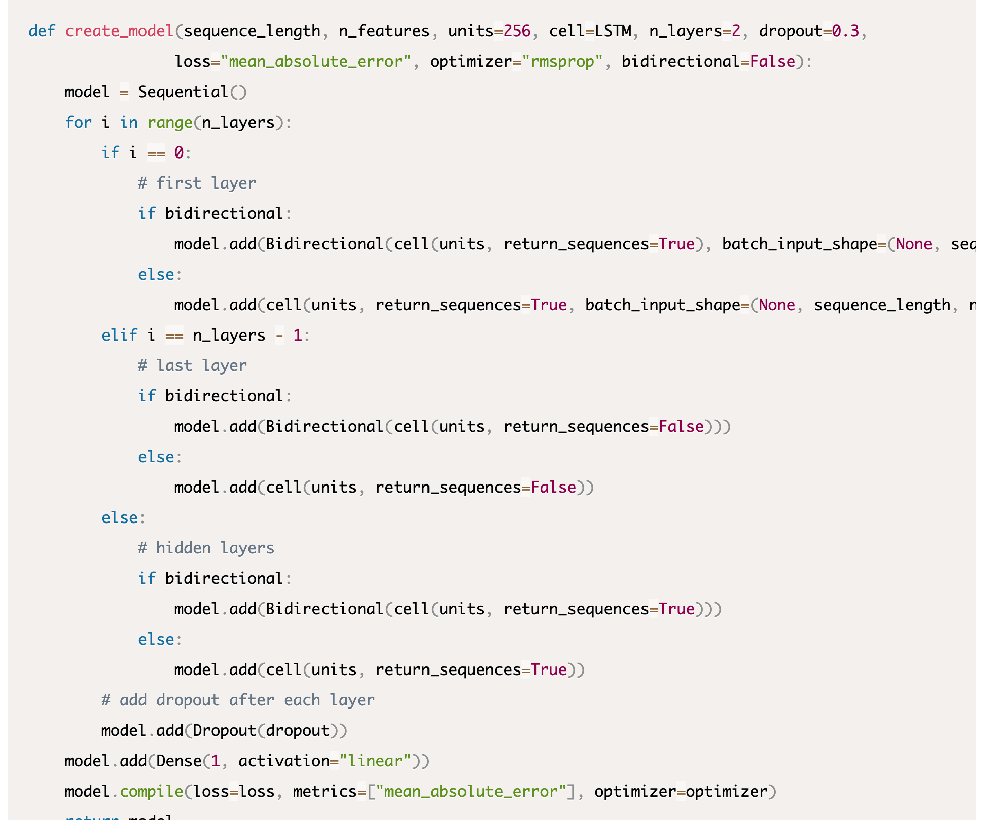 def create_model(sequence_length, n_features, units=256, cell=LSTM, n_layers=2, dropout=0.3,
                loss="mean_absolute_error", optimizer="rmsprop", bidirectional=False):
    model = Sequential()
    for i in range(n_layers):
        if i == 0:
            # first layer
            if bidirectional:
                model.add(Bidirectional(cell(units, return_sequences=True), batch_input_shape=(None, seq
            else:
                model.add(cell(units, return_sequences=True, batch_input_shape=(None, sequence_length, n
        elif i == n_layers - 1:
            # last layer
            if bidirectional:
                model.add(Bidirectional(cell(units, return_sequences=False)))
            else:
                model.add(cell(units, return_sequences=False))
        else:
            # hidden layers
            if bidirectional:
                model.add(Bidirectional(cell(units, return_sequences=True)))
            else:
                model.add(cell(units, return_sequences=True))
        # add dropout after each layer
        model.add(Dropout(dropout))
    model.add(Dense(1, activation="linear"))
    model.compile(loss=loss, metrics=["mean_absolute_error"], optimizer=optimizer)
    return model